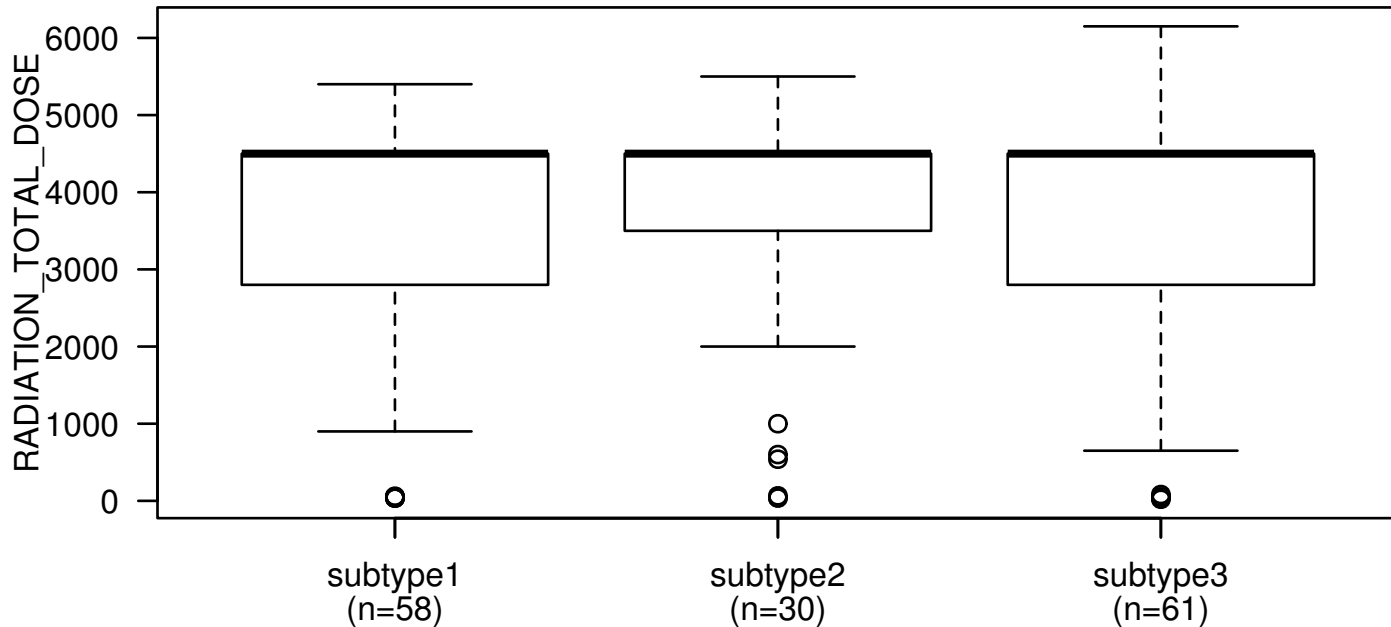 RADIATION_TOTAL_DOSE
6000
5000
4000
3000
2000
1000
0
subtype1 subtype2 subtype3
(n=58) (n=30) (n=61)